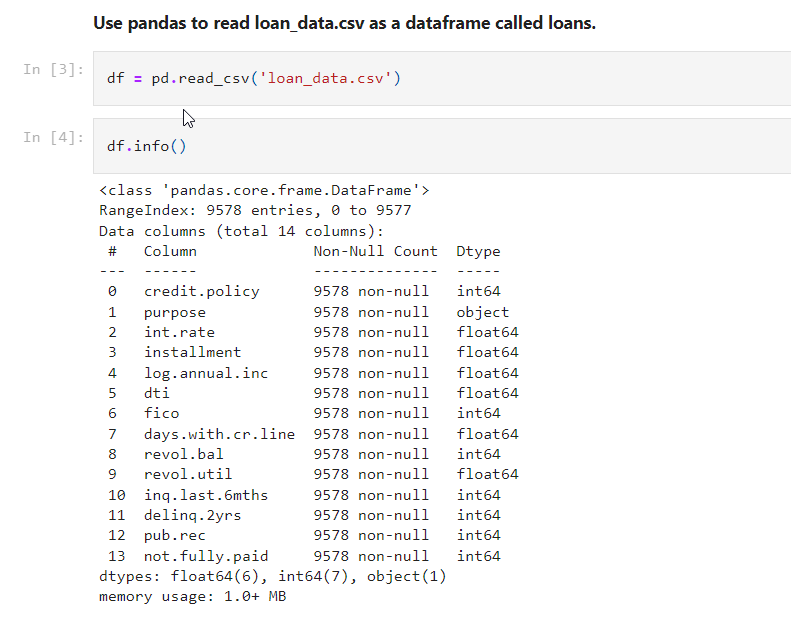 Use pandas to read loan_data.csv as a dataframe called loans.
In [3]: df = pd.read_csv('loan_data.csv')
In [4]: df.info()
<class 'pandas.core.frame.DataFrame'>
RangeIndex: 9578 entries, 0 to 9577
Data columns (total 14 columns):
 #   Column             Non-Null Count  Dtype
---  ------             --------------  -----
 0   credit.policy      9578 non-null   int64
 1   purpose            9578 non-null   object
 2   int.rate           9578 non-null   float64
 3   installment        9578 non-null   float64
 4   log.annual.inc     9578 non-null   float64
 5   dti                9578 non-null   float64
 6   fico               9578 non-null   int64
 7   days.with.cr.line  9578 non-null   float64
 8   revol.bal          9578 non-null   int64
 9   revol.util         9578 non-null   float64
 10  inq.last.6mths     9578 non-null   int64
 11  delinq.2yrs        9578 non-null   int64
 12  pub.rec            9578 non-null   int64
 13  not.fully.paid     9578 non-null   int64
dtypes: float64(6), int64(7), object(1)
memory usage: 1.0+ MB